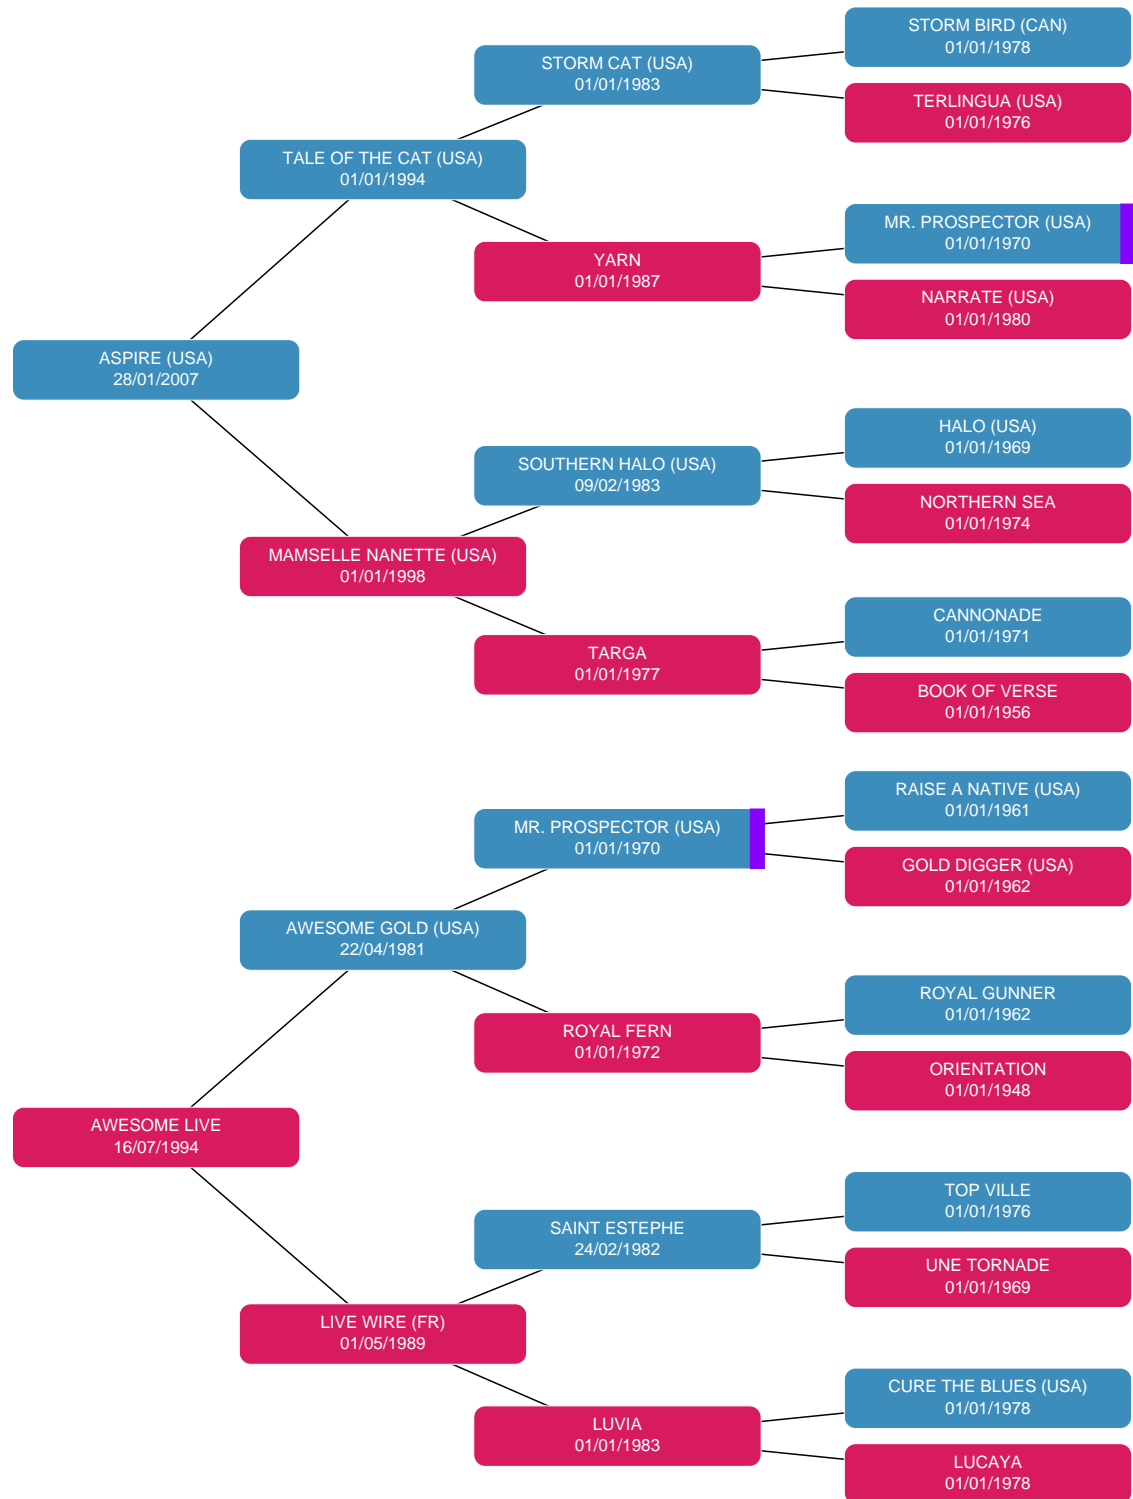 STORM BIRD (CAN)
01/01/1978
STORM CAT (USA)
01/01/1983
TERLINGUA (USA)
01/01/1976
TALE OF THE CAT (USA)
01/01/1994
MR. PROSPECTOR (USA)
01/01/1970
YARN
01/01/1987
NARRATE (USA)
01/01/1980
ASPIRE (USA)
28/01/2007
HALO (USA)
01/01/1969
SOUTHERN HALO (USA)
09/02/1983
NORTHERN SEA
01/01/1974
MAMSELLE NANETTE (USA)
01/01/1998
CANNONADE
01/01/1971
TARGA
01/01/1977
BOOK OF VERSE
01/01/1956
RAISE A NATIVE (USA)
01/01/1961
MR. PROSPECTOR (USA)
01/01/1970
GOLD DIGGER (USA)
01/01/1962
AWESOME GOLD (USA)
22/04/1981
ROYAL GUNNER
01/01/1962
ROYAL FERN
01/01/1972
ORIENTATION
01/01/1948
AWESOME LIVE
16/07/1994
TOP VILLE
01/01/1976
SAINT ESTEPHE
24/02/1982
UNE TORNADE
01/01/1969
LIVE WIRE (FR)
01/05/1989
CURE THE BLUES (USA)
01/01/1978
LUVIA
01/01/1983
LUCAYA
01/01/1978